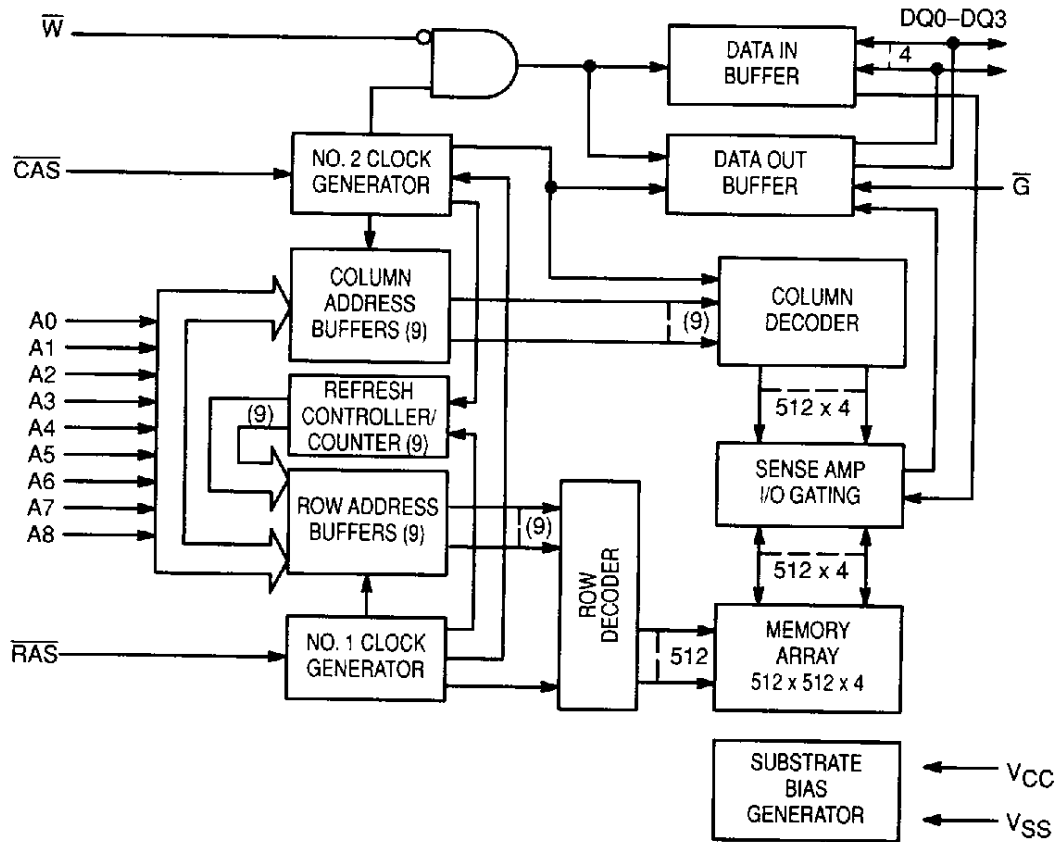 W̅
DQ0–DQ3
DATA IN
BUFFER
4
C̅A̅S̅
NO. 2 CLOCK
GENERATOR
DATA OUT
BUFFER
G̅
COLUMN
ADDRESS
BUFFERS (9)
(9)
COLUMN
DECODER
A0
A1
A2
A3
A4
A5
A6
A7
A8
REFRESH
CONTROLLER/
COUNTER (9)
(9)
512 x 4
SENSE AMP
I/O GATING
ROW ADDRESS
BUFFERS (9)
(9)
ROW
DECODER
512 x 4
R̅A̅S̅
NO. 1 CLOCK
GENERATOR
512
MEMORY
ARRAY
512 x 512 x 4
SUBSTRATE
BIAS
GENERATOR
VCC
VSS